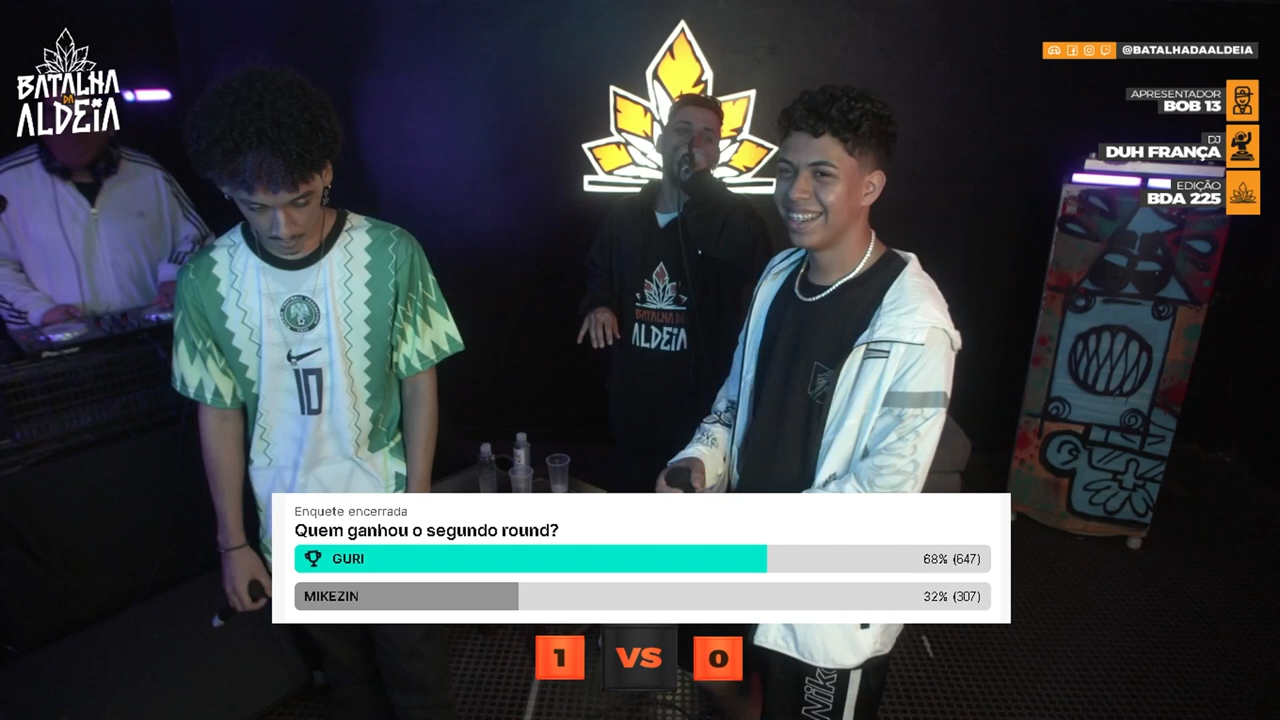 BATALHA
DA
ALDEIA
@BATALHADAALDEIA
APRESENTADOR
BOB 13
DJ
DUH FRANÇA
EDIÇÃO
BDA 225
10
BATALHA DA
ALDEIA
Enquete encerrada
Quem ganhou o segundo round?
GURI
68% (647)
MIKEZIN
32% (307)
1 VS 0
Nike